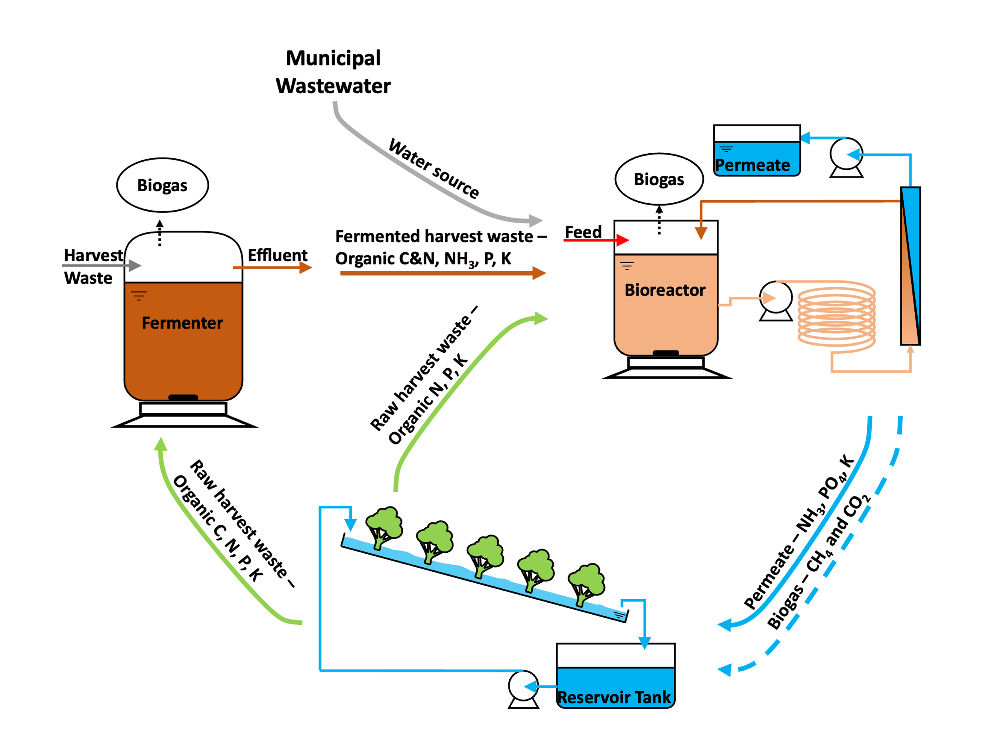 Municipal
Wastewater
Water source
Permeate
Biogas
Biogas
Feed
Fermented harvest waste –
Organic C&N, NH₃, P, K
Harvest
Waste
Effluent
Bioreactor
Fermenter
Raw harvest waste –
Organic N, P, K
Raw harvest waste –
Organic C, N, P, K
Permeate – NH₃, PO₄, K
Biogas – CH₄ and CO₂
Reservoir Tank